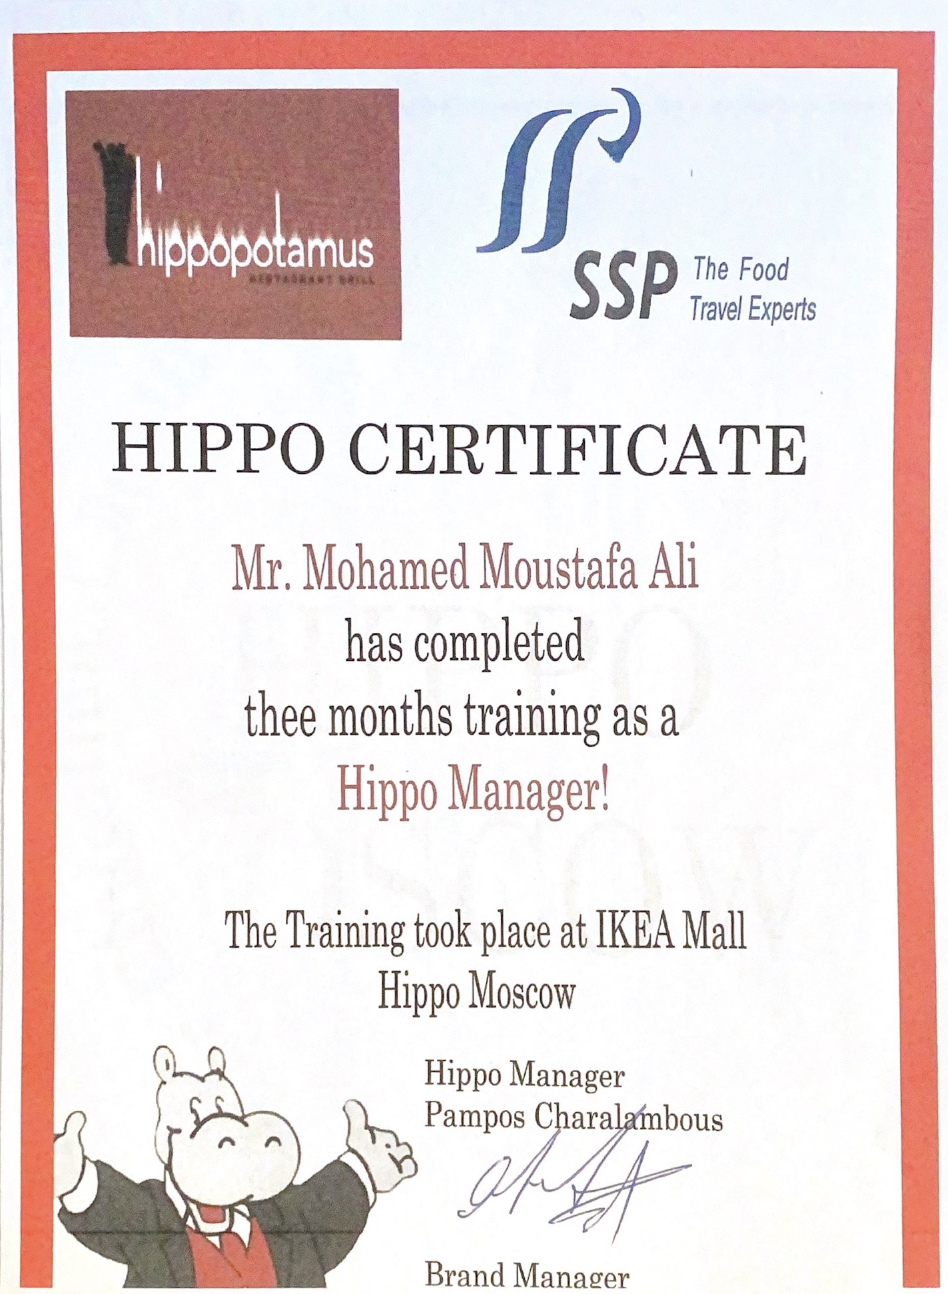 hippopotamus
RESTAURANT GRILL
SSP The Food
Travel Experts
HIPPO CERTIFICATE
Mr. Mohamed Moustafa Ali
has completed
thee months training as a
Hippo Manager!
The Training took place at IKEA Mall
Hippo Moscow
Hippo Manager
Pampos Charalambous
Brand Manager